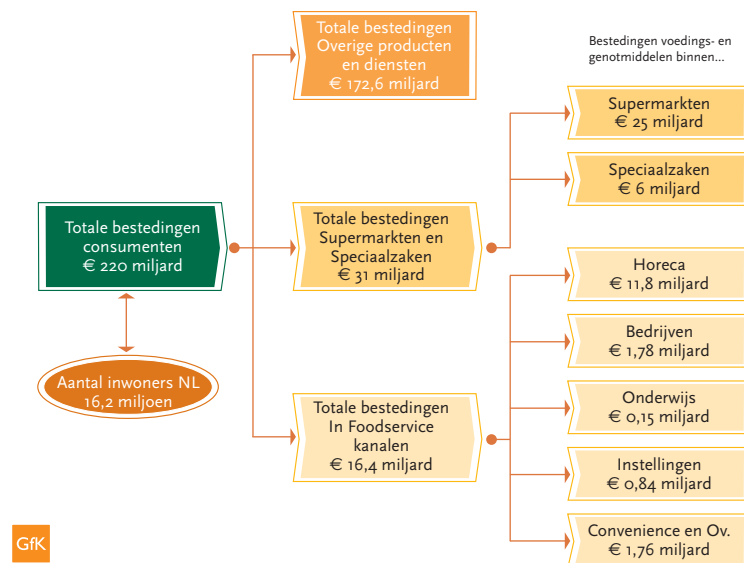 Totale bestedingen
Overige producten
en diensten
€ 172,6 miljard
Bestedingen voedings- en
genotmiddelen binnen...
Supermarkten
€ 25 miljard
Speciaalzaken
€ 6 miljard
Totale bestedingen
consumenten
€ 220 miljard
Totale bestedingen
Supermarkten en
Speciaalzaken
€ 31 miljard
Horeca
€ 11,8 miljard
Bedrijven
€ 1,78 miljard
Aantal inwoners NL
16,2 miljoen
Totale bestedingen
In Foodservice
kanalen
€ 16,4 miljard
Onderwijs
€ 0,15 miljard
Instellingen
€ 0,84 miljard
Convenience en Ov.
€ 1,76 miljard
GfK